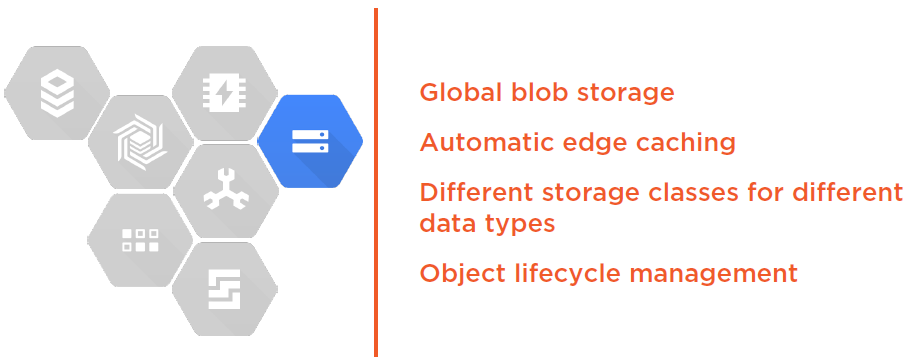 Global blob storage
Automatic edge caching
Different storage classes for different
data types
Object lifecycle management